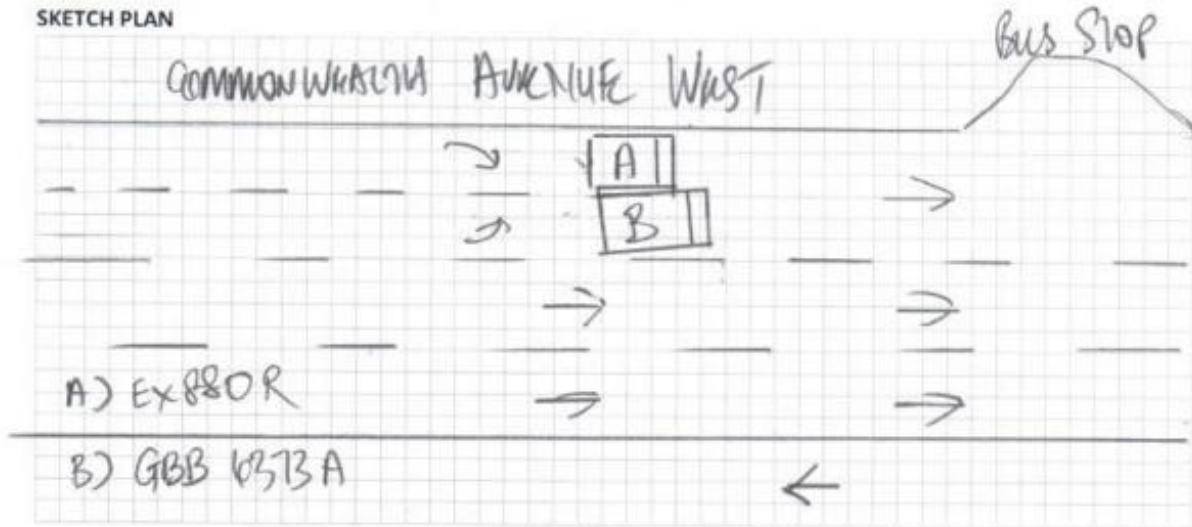 SKETCH PLAN
Bus Stop
COMMONWEALTH AVENUE WEST
A
B
A) EX880R
B) GBB 6373A